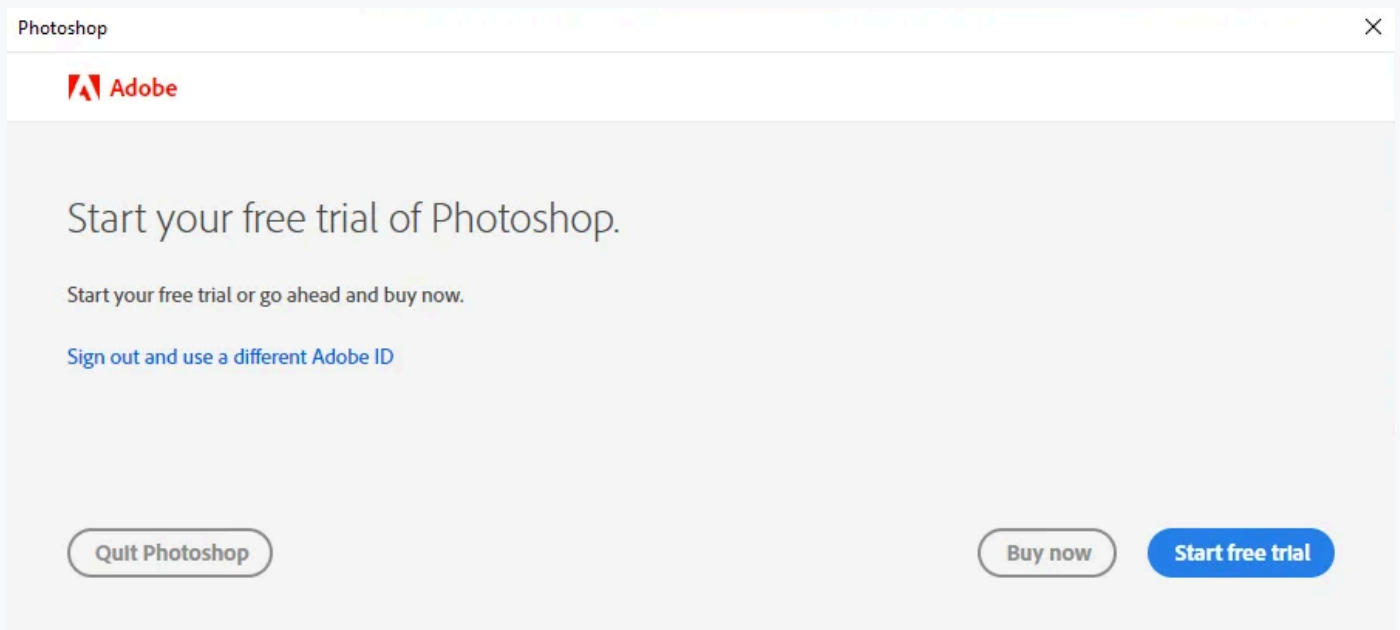 Photoshop
Adobe
Start your free trial of Photoshop.
Start your free trial or go ahead and buy now.
Sign out and use a different Adobe ID
Quit Photoshop
Buy now
Start free trial